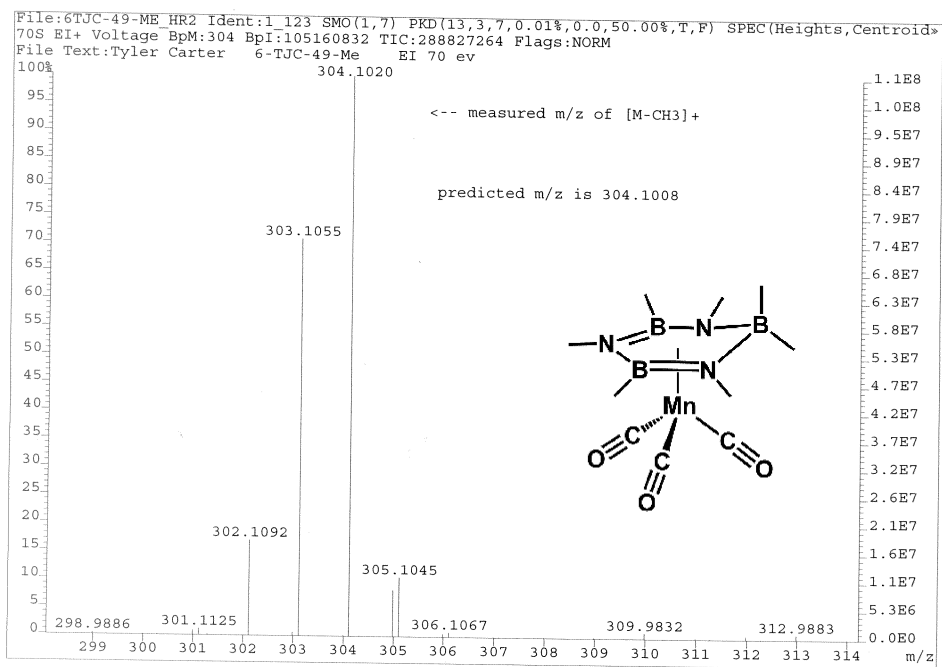 File:6TJC-49-ME_HR2 Ident:1_123 SMO(1,7) PKD(13,3,7,0.01%,0.0,50.00%,T,F) SPEC(Heights,Centroid»
70S EI+ Voltage BpM:304 BpI:105160832 TIC:288827264 Flags:NORM
File Text:Tyler Carter 6-TJC-49-Me EI 70 ev
100% 304.1020 1.1E8
95 1.0E8
<-- measured m/z of [M-CH3]+
90 9.5E7
85 8.9E7
80 8.4E7
predicted m/z is 304.1008
75 7.9E7
70 303.1055 7.4E7
65 6.8E7
60 6.3E7
55 5.8E7
50 5.3E7
45 4.7E7
40 4.2E7
35 3.7E7
30 3.2E7
25 2.6E7
20 2.1E7
15 302.1092 1.6E7
10 305.1045 1.1E7
5 5.3E6
0 298.9886 301.1125 306.1067 309.9832 312.9883 0.0E0
299 300 301 302 303 304 305 306 307 308 309 310 311 312 313 314 m/z
B N B
N
B N
Mn
C C
O C O
O